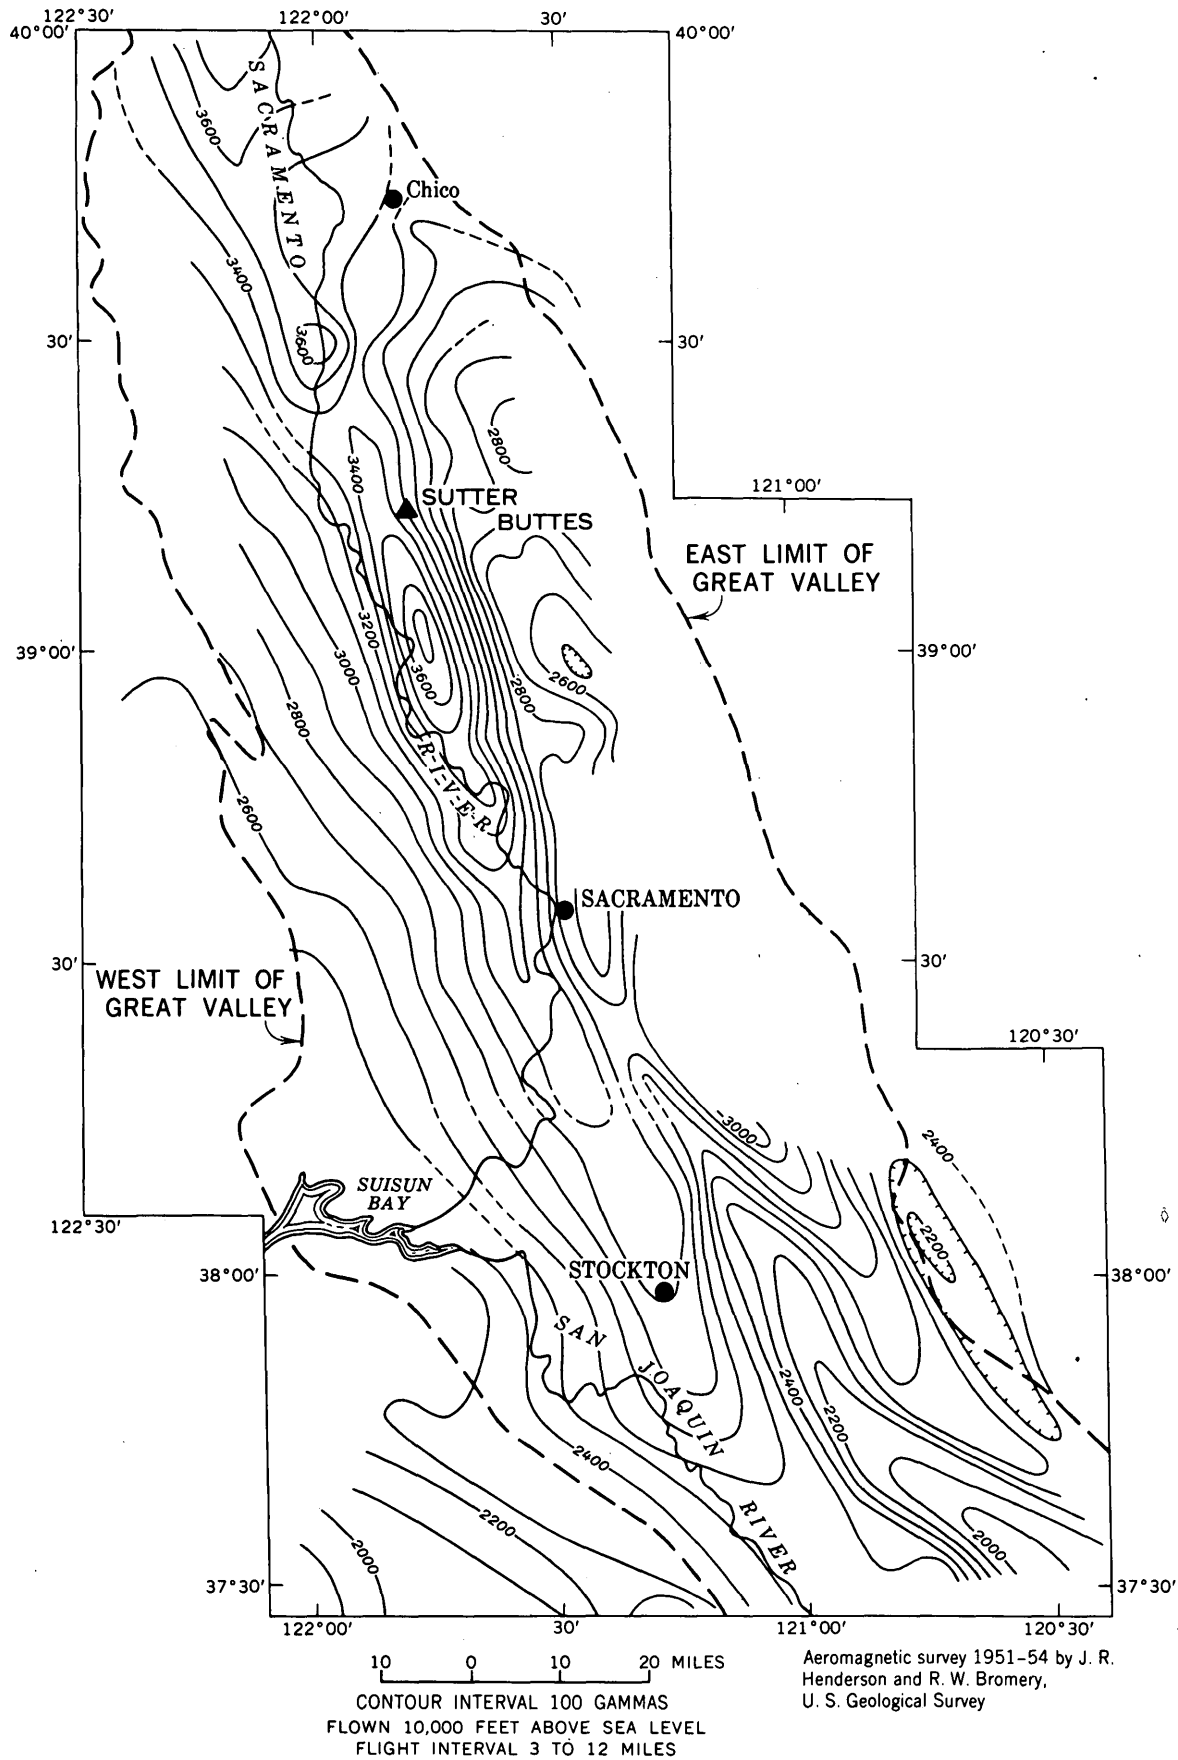 122°30′ 122°00′ 30′
40°00′ 40°00′
SACRAMENTO
3600
Chico
3400
30′ 3600 30′
2800
3400
SUTTER
BUTTES
121°00′
EAST LIMIT OF
GREAT VALLEY
3200
39°00′ 39°00′
3000
3600
2600
2800
2800
RIVER
2600
SACRAMENTO
30′ 30′
WEST LIMIT OF
GREAT VALLEY
120°30′
3000
2400
SUISUN
BAY
122°30′
2200
STOCKTON
38°00′ 38°00′
SAN
JOAQUIN
2400
2200
2400
RIVER
2200
2000
2000
37°30′ 37°30′
122°00′ 30′ 121°00′ 120°30′
10 0 10 20 MILES
CONTOUR INTERVAL 100 GAMMAS
FLOWN 10,000 FEET ABOVE SEA LEVEL
FLIGHT INTERVAL 3 TO 12 MILES
Aeromagnetic survey 1951-54 by J. R.
Henderson and R. W. Bromery,
U. S. Geological Survey